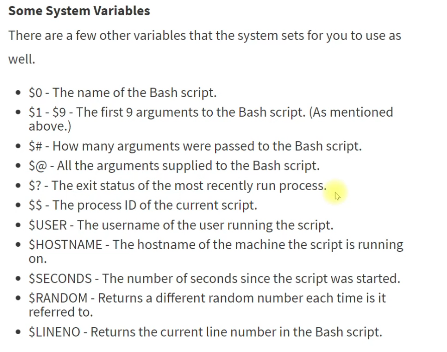 Some System Variables
There are a few other variables that the system sets for you to use as
well.
• $0 - The name of the Bash script.
• $1 - $9 - The first 9 arguments to the Bash script. (As mentioned
above.)
• $# - How many arguments were passed to the Bash script.
• $@ - All the arguments supplied to the Bash script.
• $? - The exit status of the most recently run process.
• $$ - The process ID of the current script.
• $USER - The username of the user running the script.
• $HOSTNAME - The hostname of the machine the script is running
on.
• $SECONDS - The number of seconds since the script was started.
• $RANDOM - Returns a different random number each time is it
referred to.
• $LINENO - Returns the current line number in the Bash script.